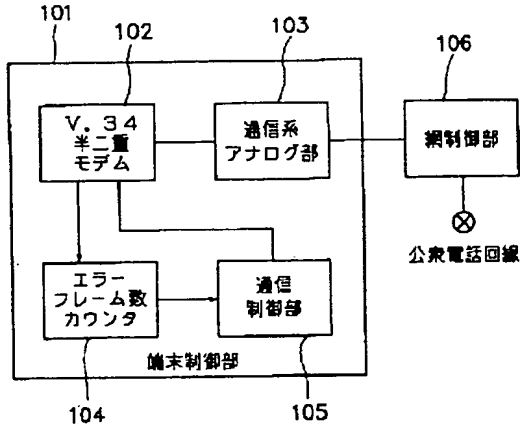 101
102
103
106
V.34
半二重
モデム
通信系
アナログ部
網制御部
公衆電話回線
エラー
フレーム数
カウンタ
通信
制御部
端末制御部
104
105